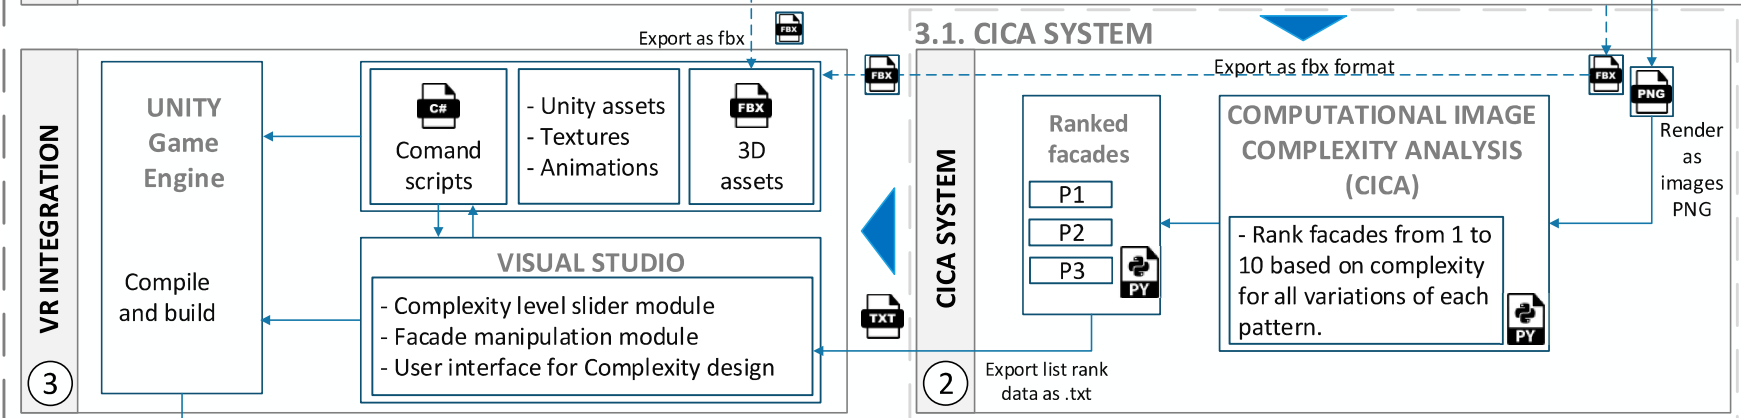 FBX
Export as fbx
3.1. CICA SYSTEM
VR INTEGRATION
3
UNITY
Game
Engine
Compile
and build
C#
Comand
scripts
- Unity assets
- Textures
- Animations
FBX
3D
assets
VISUAL STUDIO
- Complexity level slider module
- Facade manipulation module
- User interface for Complexity design
FBX
TXT
Export as fbx format
FBX
PNG
CICA SYSTEM
2
Ranked
facades
P1
P2
P3
PY
Export list rank
data as .txt
COMPUTATIONAL IMAGE
COMPLEXITY ANALYSIS
(CICA)
- Rank facades from 1 to
10 based on complexity
for all variations of each
pattern.
PY
Render
as
images
PNG